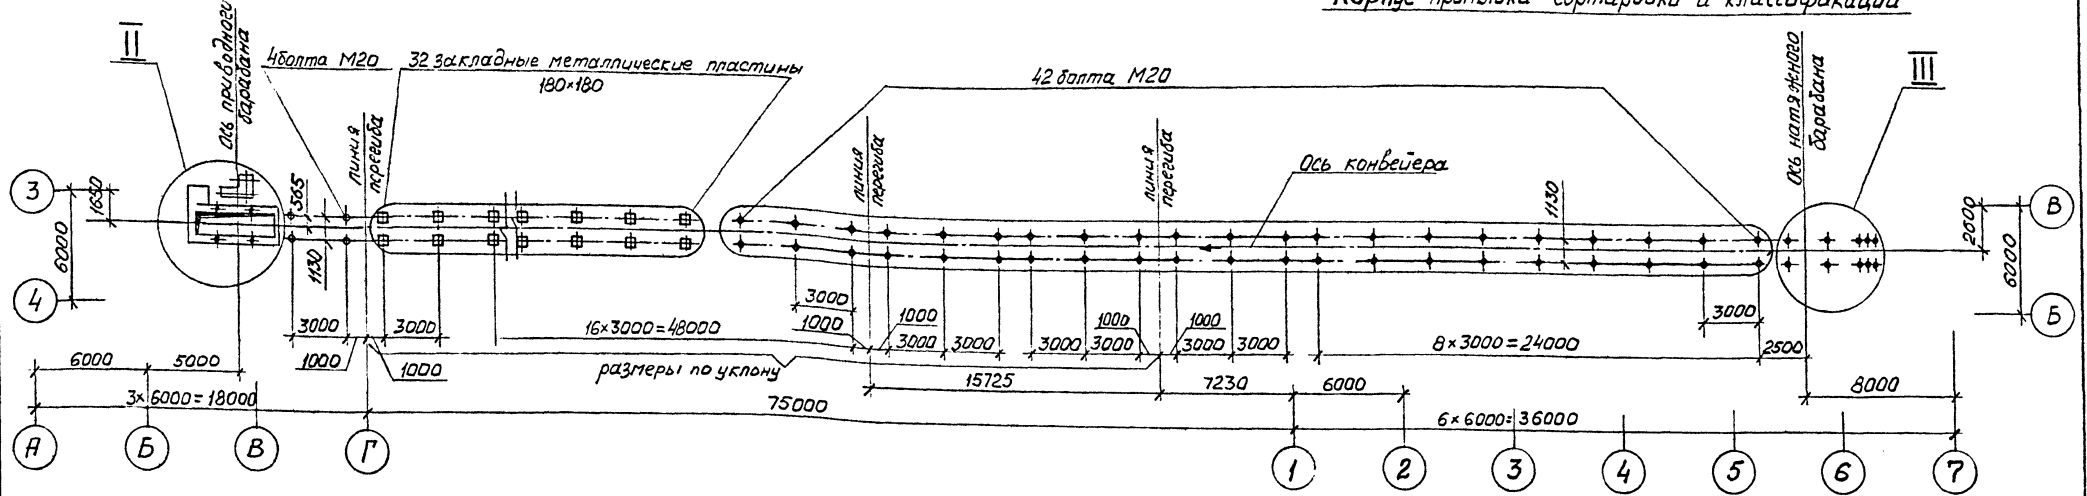 Корпус промывки сортировки и классификации
II
Ось приводного
барабана
4болта М20
линия
перегиба
32 закладные металлические пластины
180×180
42 болта М20
линия
перегиба
линия
перегиба
Ось конвейера
Ось натяжного
барабана
III
3
1650
6000
4
565
1130
1130
В
2000
6000
Б
3000
1000
1000
3000
16×3000=48000
3000
1000
1000
3000
3000
3000
3000
1000
1000
3000
3000
8×3000=24000
3000
2500
размеры по уклону
6000
5000
15725
7230
6000
8000
3×6000=18000
75000
6×6000=36000
А
Б
В
Г
1
2
3
4
5
6
7